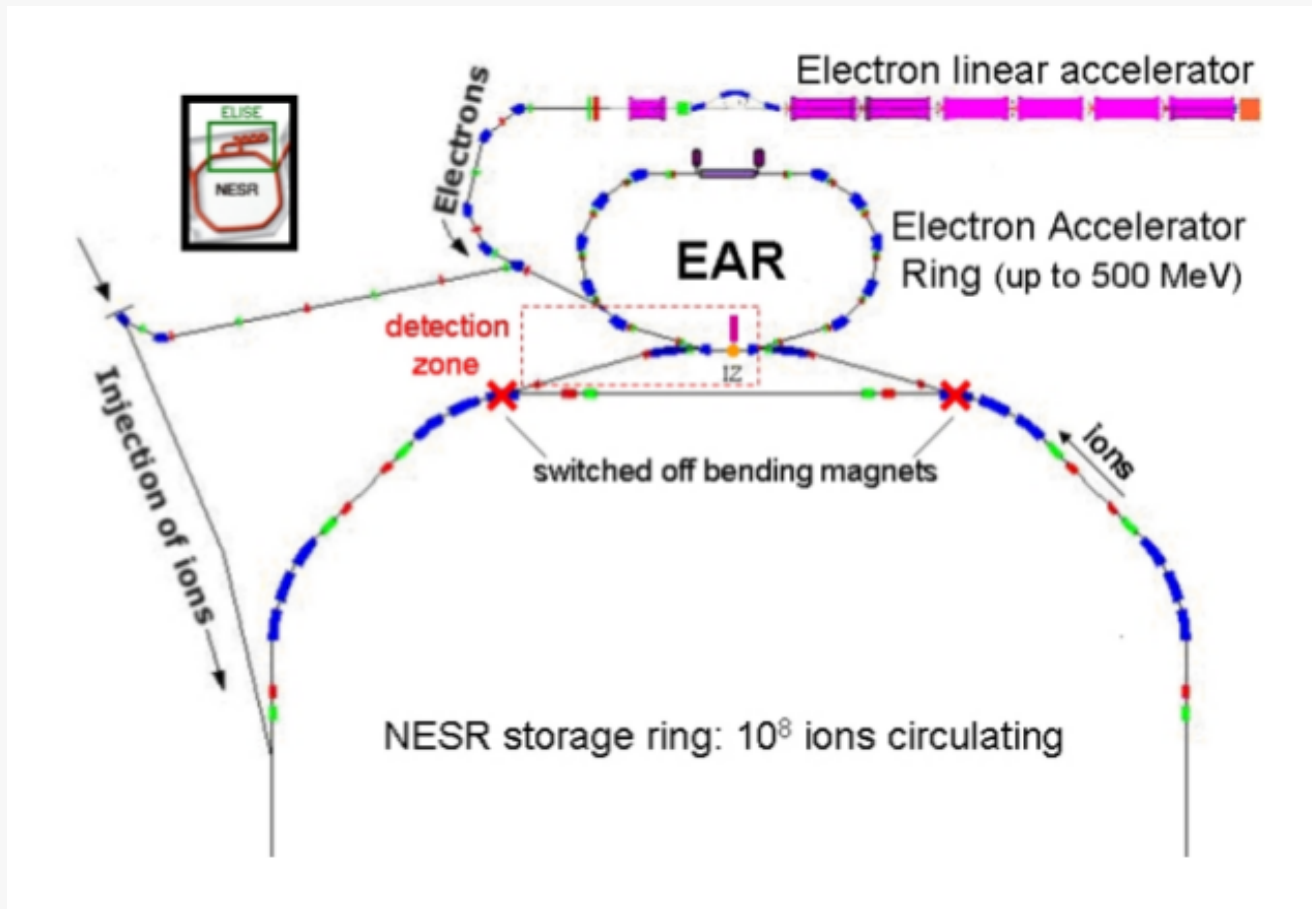 Electron linear accelerator
ELISE
NESR
Electrons
EAR
Electron Accelerator
Ring (up to 500 MeV)
detection
zone
IZ
Injection of ions
switched off bending magnets
ions
NESR storage ring: 10⁸ ions circulating